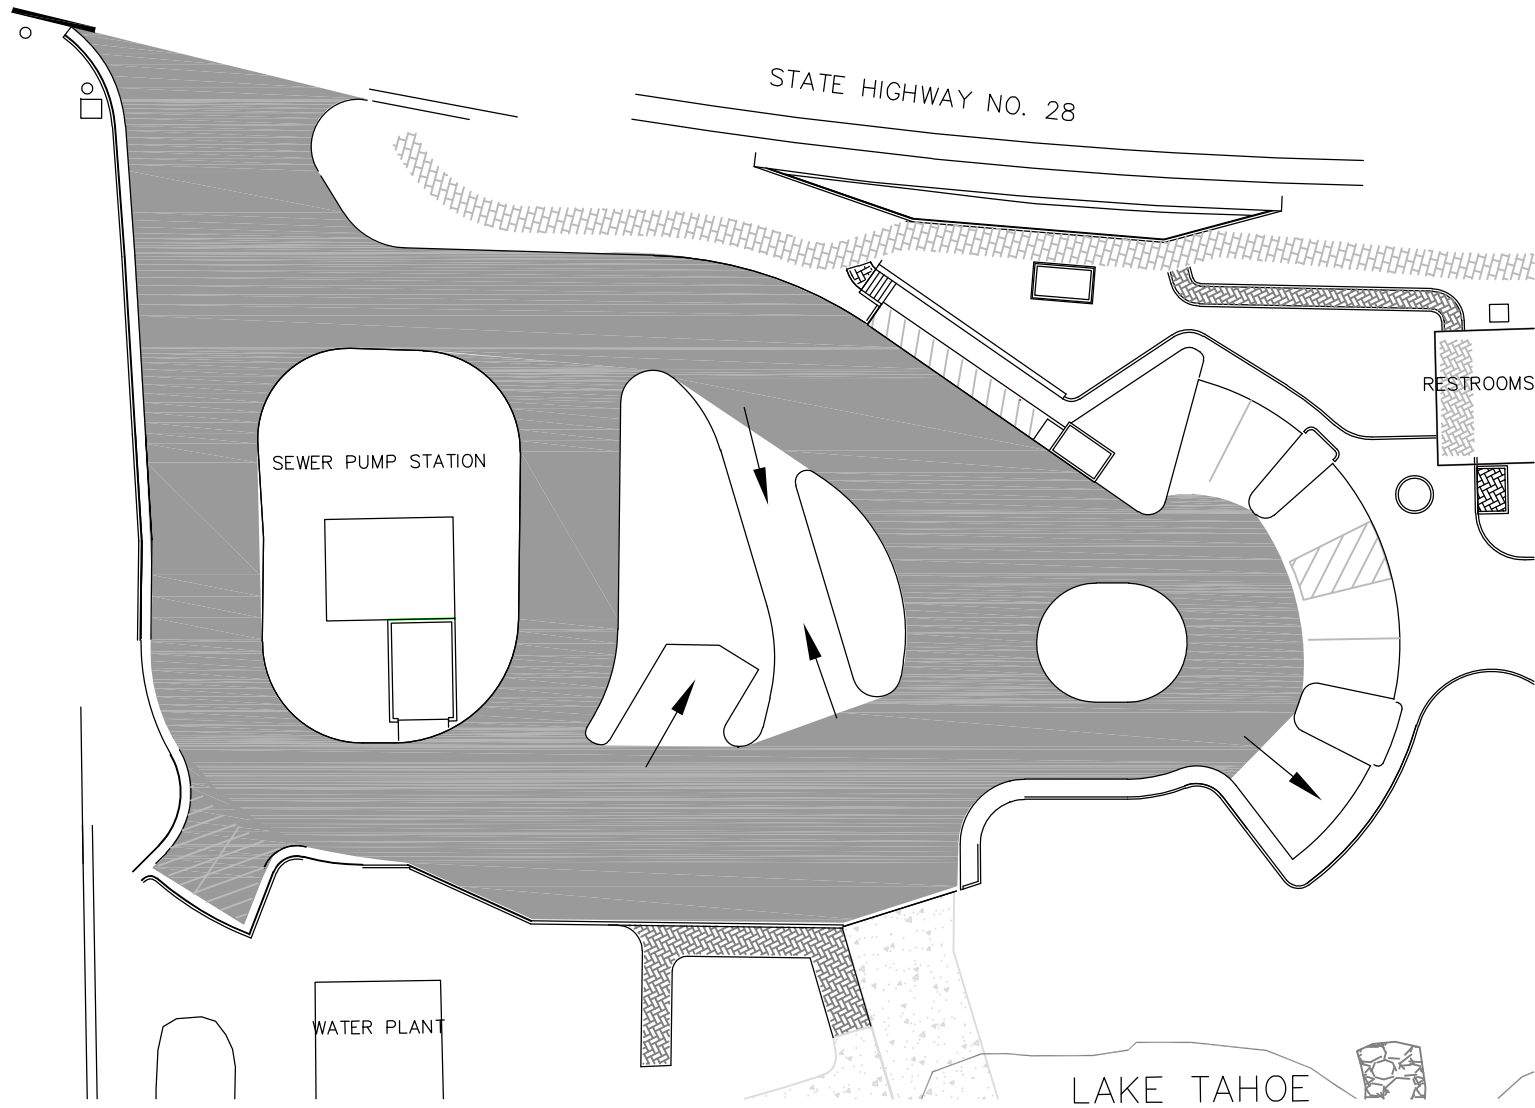 STATE HIGHWAY NO. 28
RESTROOMS
SEWER PUMP STATION
WATER PLANT
LAKE TAHOE